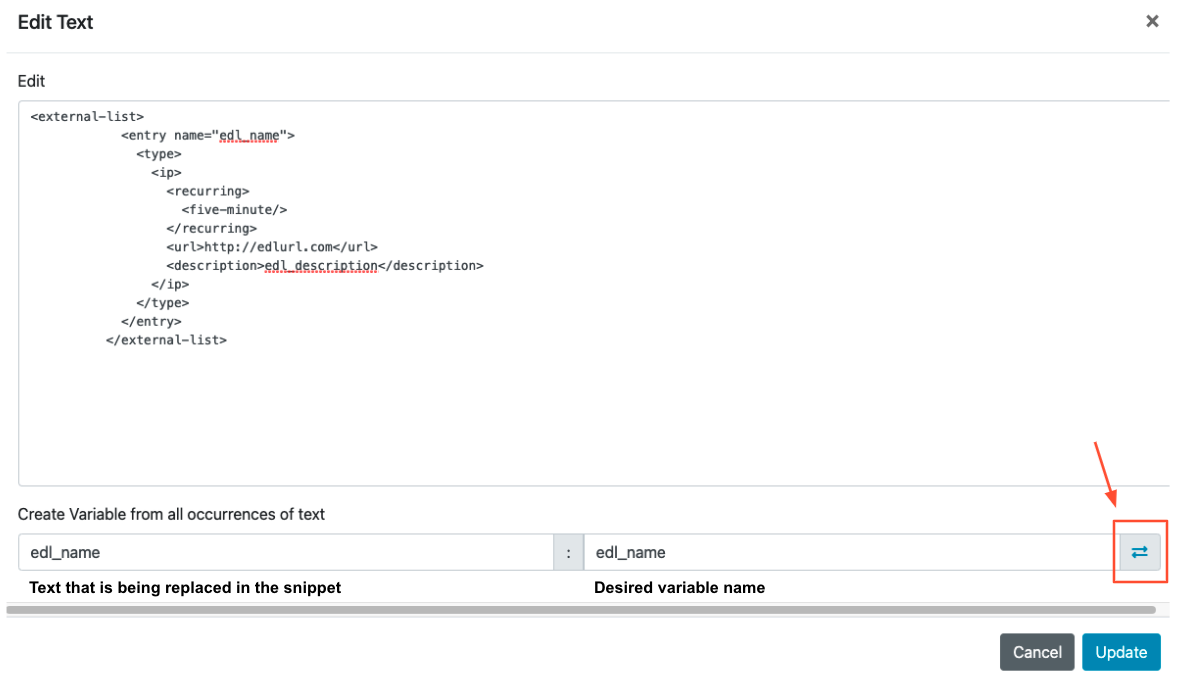 Edit Text ×
Edit
<external-list>
            <entry name="edl_name">
              <type>
                <ip>
                  <recurring>
                    <five-minute/>
                  </recurring>
                  <url>http://edlurl.com</url>
                  <description>edl_description</description>
                </ip>
              </type>
            </entry>
          </external-list>
Create Variable from all occurrences of text
edl_name : edl_name
Text that is being replaced in the snippet Desired variable name
Cancel Update